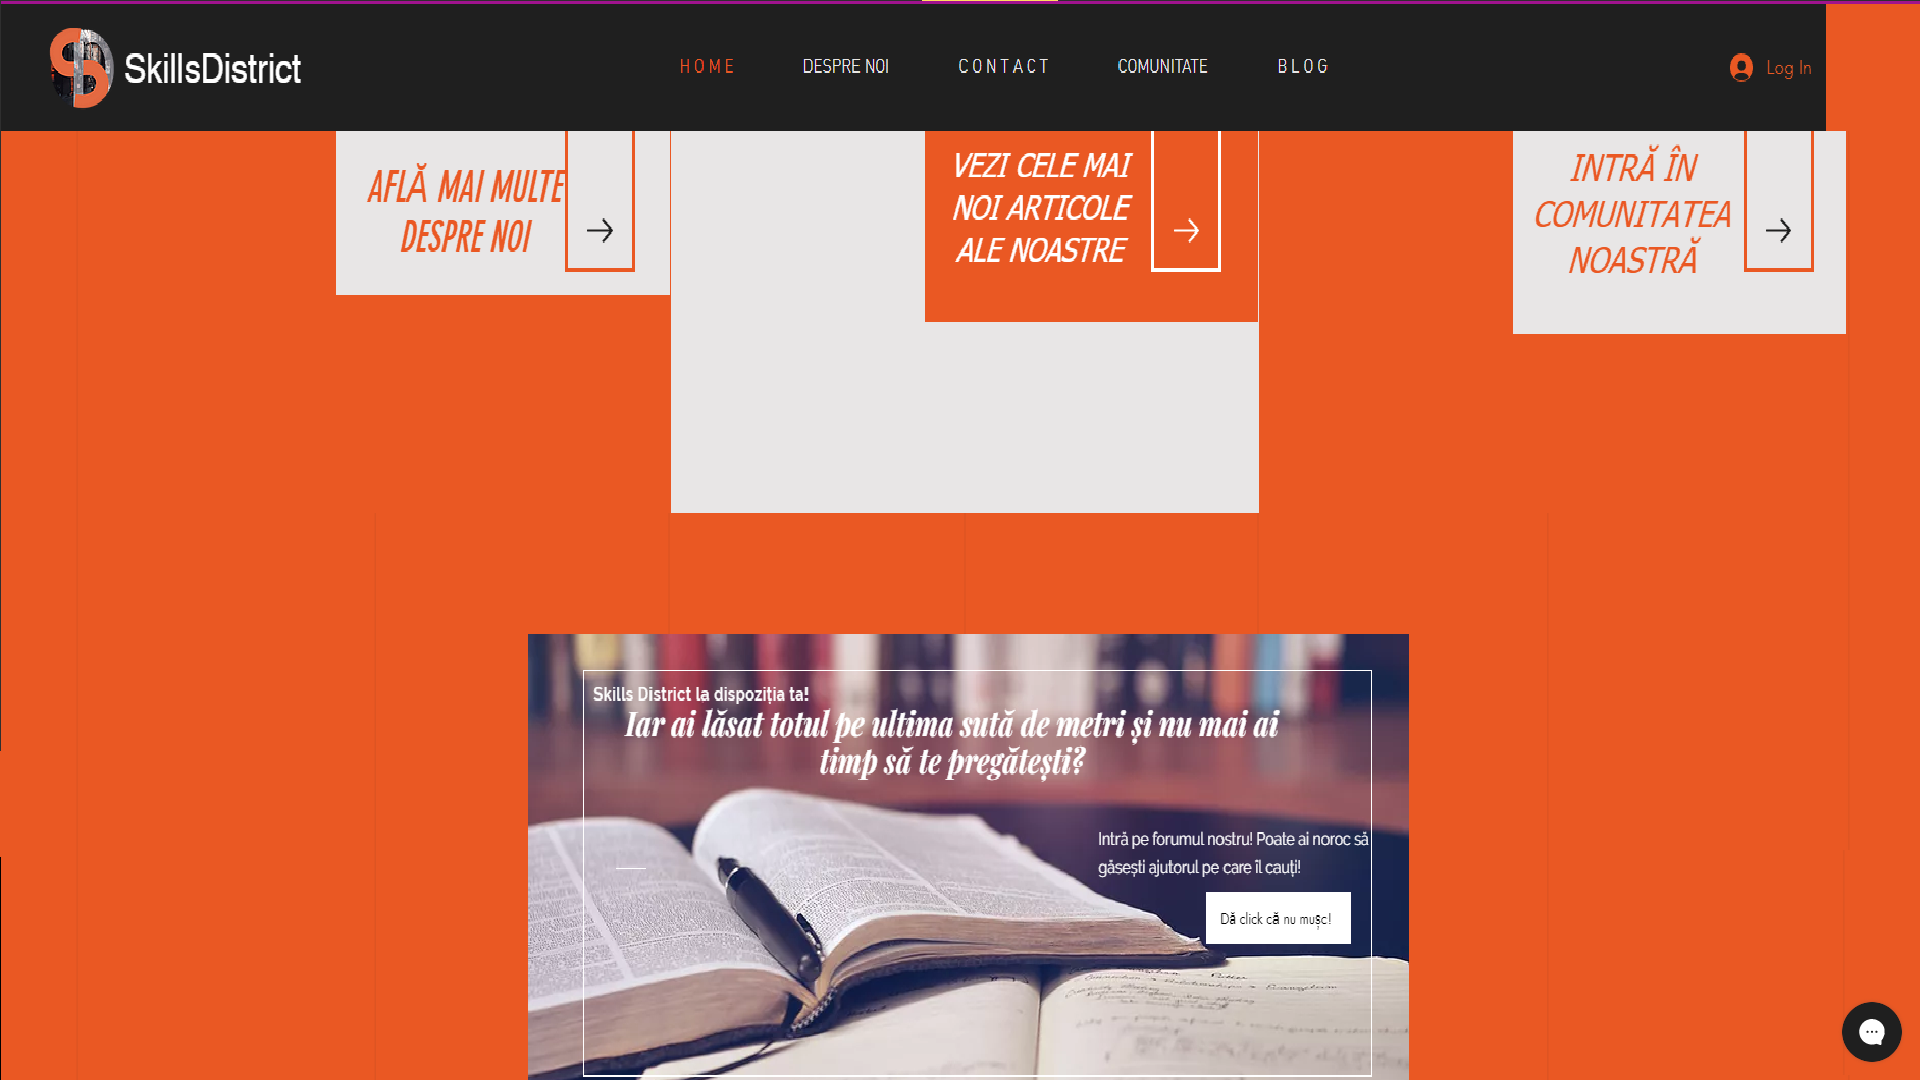 SkillsDistrict
HOME
DESPRE NOI
CONTACT
COMUNITATE
BLOG
Log In
AFLĂ MAI MULTE
DESPRE NOI
VEZI CELE MAI
NOI ARTICOLE
ALE NOASTRE
INTRĂ ÎN
COMUNITATEA
NOASTRĂ
Skills District la dispoziția ta!
Iar ai lăsat totul pe ultima sută de metri și nu mai ai
timp să te pregătești?
Intră pe forumul nostru! Poate ai noroc să
găsești ajutorul pe care îl cauți!
Dă click că nu mușc!